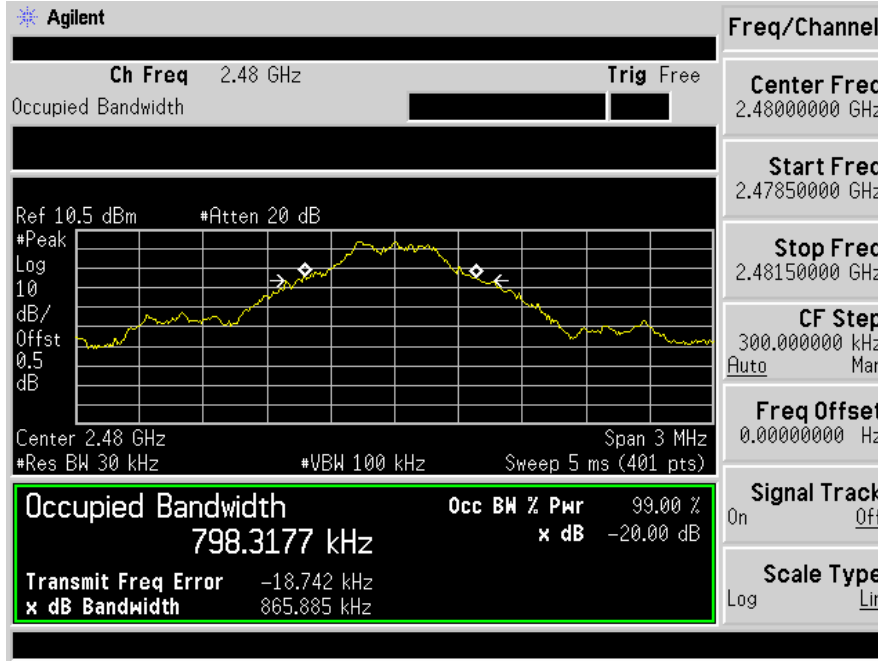 Agilent
Freq/Channel
Ch Freq 2.48 GHz Trig Free
Occupied Bandwidth
Center Freq
2.48000000 GHz
Start Freq
2.47850000 GHz
Stop Freq
2.48150000 GHz
CF Step
300.000000 kHz
Auto Man
Freq Offset
0.00000000 Hz
Signal Track
On Off
Scale Type
Log Lin
Ref 10.5 dBm #Atten 20 dB
#Peak
Log
10
dB/
Offst
0.5
dB
Center 2.48 GHz Span 3 MHz
#Res BW 30 kHz #VBW 100 kHz Sweep 5 ms (401 pts)
Occupied Bandwidth
798.3177 kHz
Occ BW % Pwr 99.00 %
x dB -20.00 dB
Transmit Freq Error -18.742 kHz
x dB Bandwidth 865.885 kHz